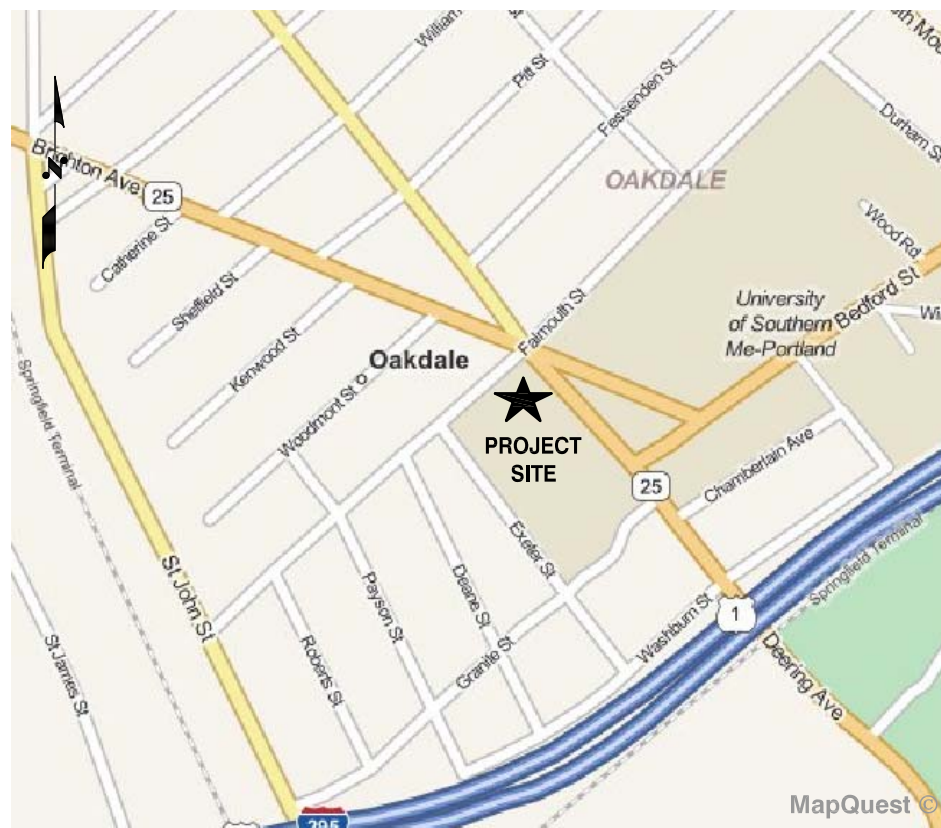 William
Pitt St
Fessenden St
Durham St
OAKDALE
Wood Rd
Brighton Ave
N
25
Catherine St
Sheffield St
Kenwood St
Woodmont St
Oakdale
Falmouth St
University
of Southern
Me-Portland
Bedford St
PROJECT
SITE
25
Chamberlain Ave
Springfield Terminal
St John St
Exeter St
Deane St
Payson St
Roberts St
Granite St
Washburn St
Springfield Terminal
1
Deering Ave
St James St
295
MapQuest ©